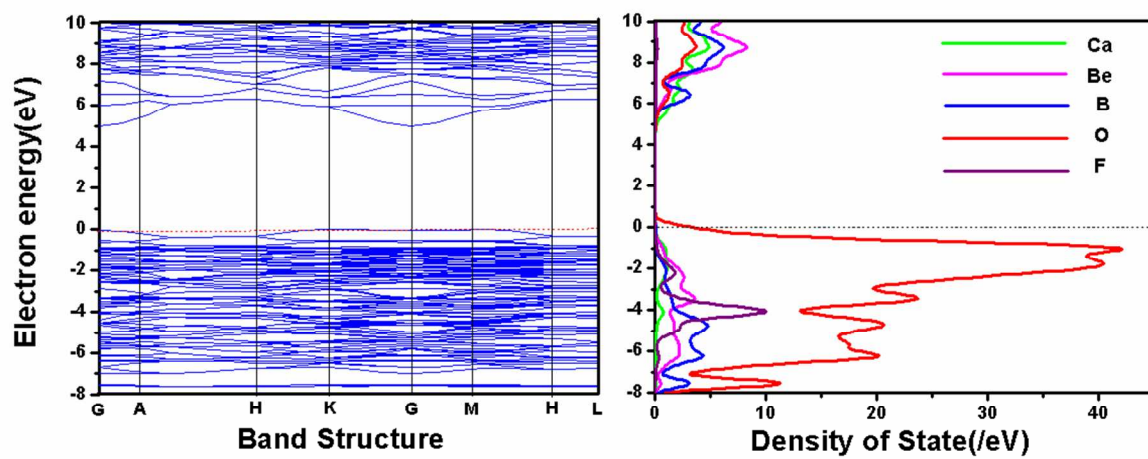 Electron energy(eV)
10
8
6
4
2
0
-2
-4
-6
-8
G A H K G M H L
Band Structure
10
8
6
4
2
0
-2
-4
-6
-8
0 10 20 30 40
Density of State(/eV)
Ca
Be
B
O
F